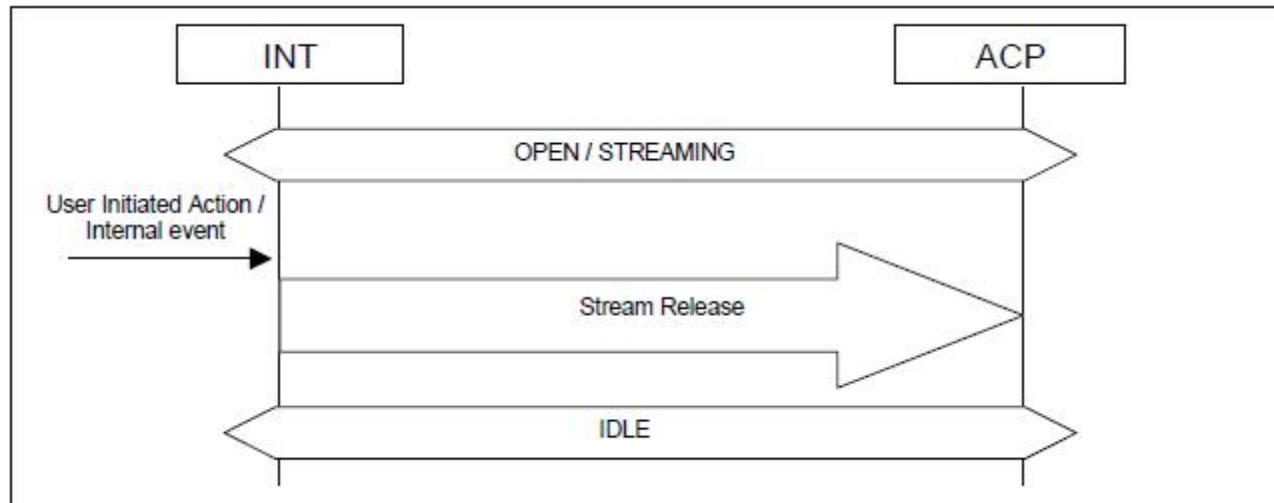 INT
ACP
OPEN / STREAMING
User Initiated Action /
Internal event
Stream Release
IDLE